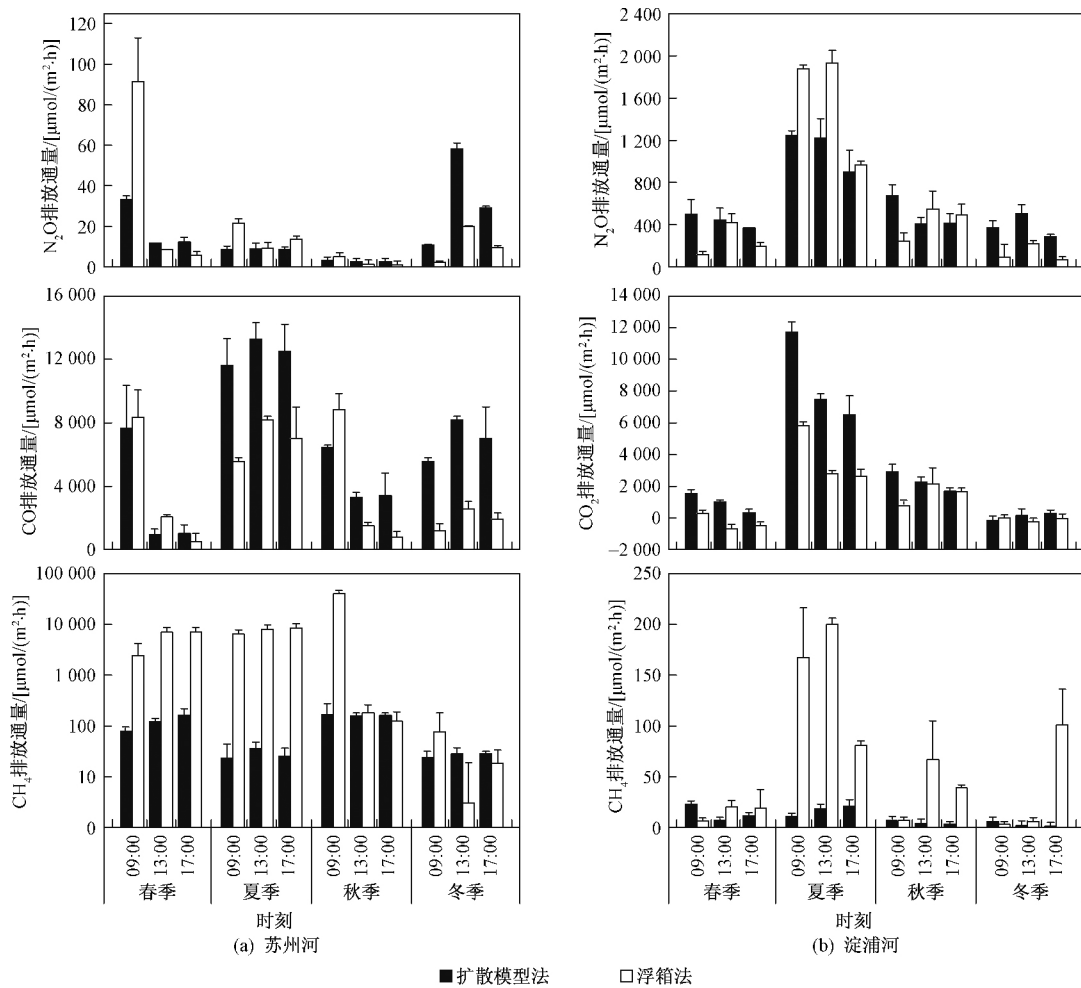 N₂O排放通量/[μmol/(m²·h)]
120
100
80
60
40
20
0
CO排放通量/[μmol/(m²·h)]
16 000
12 000
8 000
4 000
0
CH₄排放通量/[μmol/(m²·h)]
100 000
10 000
1 000
100
10
0
09:00 13:00 17:00 09:00 13:00 17:00 09:00 13:00 17:00 09:00 13:00 17:00
春季 夏季 秋季 冬季
时刻
(a) 苏州河
N₂O排放通量/[μmol/(m²·h)]
2 400
2 000
1 600
1 200
800
400
0
CO₂排放通量/[μmol/(m²·h)]
14 000
12 000
10 000
8 000
6 000
4 000
2 000
0
−2 000
CH₄排放通量/[μmol/(m²·h)]
250
200
150
100
50
0
09:00 13:00 17:00 09:00 13:00 17:00 09:00 13:00 17:00 09:00 13:00 17:00
春季 夏季 秋季 冬季
时刻
(b) 淀浦河
■扩散模型法 □浮箱法